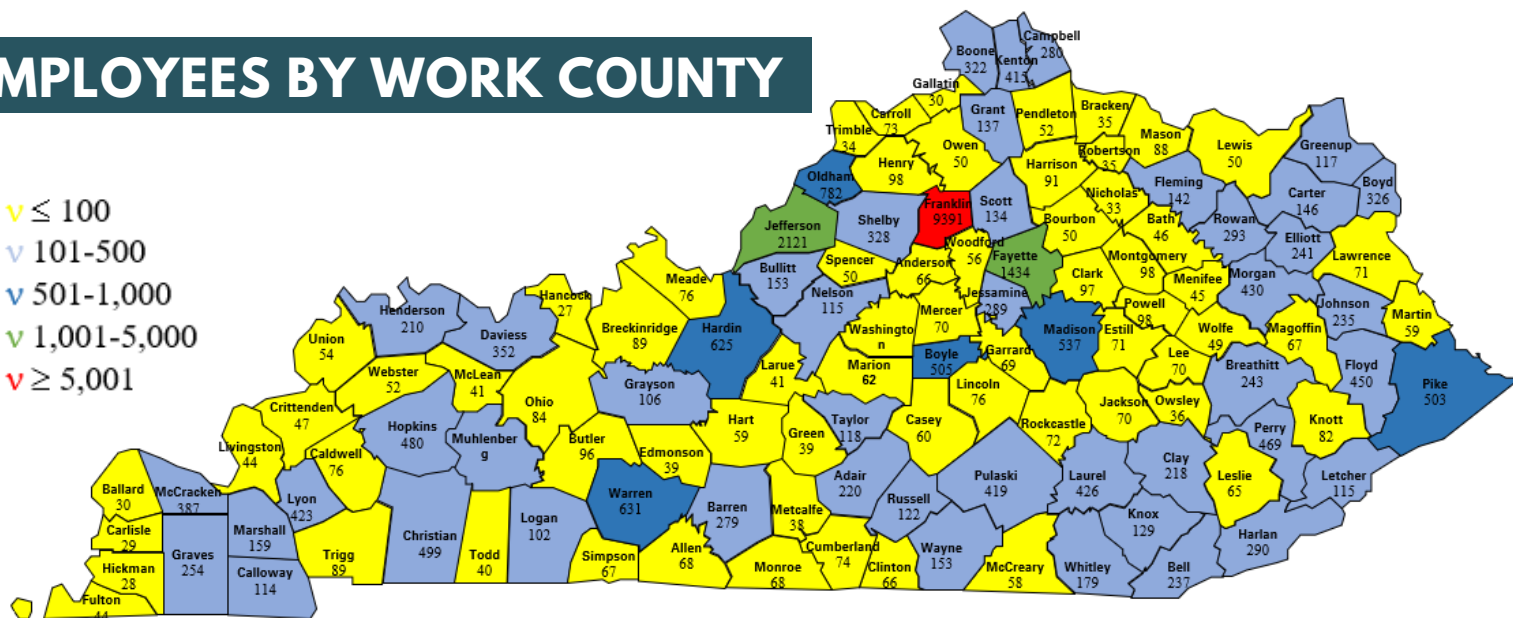 MPLOYEES BY WORK COUNTY
ν ≤ 100
ν 101-500
ν 501-1,000
ν 1,001-5,000
ν ≥ 5,001
Boone
322
Kenton
415
Campbell
280
Gallatin
30
Carroll
73
Trimble
34
Grant
137
Pendleton
52
Bracken
35
Mason
88
Robertson
35
Lewis
50
Greenup
117
Boyd
326
Carter
146
Oldham
782
Henry
98
Owen
50
Harrison
91
Nicholas
33
Fleming
142
Rowan
293
Elliott
241
Lawrence
71
Jefferson
2121
Shelby
328
Franklin
9391
Scott
134
Bourbon
50
Bath
46
Montgomery
98
Menifee
45
Morgan
430
Johnson
235
Martin
59
Bullitt
153
Spencer
50
Anderson
66
Woodford
56
Fayette
1434
Clark
97
Powell
98
Wolfe
49
Magoffin
67
Floyd
450
Pike
503
Meade
76
Hancock
27
Breckinridge
89
Hardin
625
Nelson
115
Washingto
n
Mercer
70
Jessamine
289
Madison
537
Estill
71
Lee
70
Breathitt
243
Knott
82
Henderson
210
Daviess
352
Union
54
Webster
52
McLean
41
Ohio
84
Grayson
106
Larue
41
Marion
62
Boyle
505
Garrard
69
Lincoln
76
Rockcastle
72
Jackson
70
Owsley
36
Perry
469
Letcher
115
Crittenden
47
Livingston
44
Caldwell
76
Hopkins
480
Muhlenber
g
Butler
96
Edmonson
39
Hart
59
Green
39
Taylor
118
Casey
60
Pulaski
419
Laurel
426
Clay
218
Leslie
65
Harlan
290
Ballard
30
McCracken
387
Lyon
423
Carlisle
29
Graves
254
Marshall
159
Trigg
89
Christian
499
Todd
40
Logan
102
Warren
631
Simpson
67
Allen
68
Barren
279
Metcalfe
38
Adair
220
Russell
122
Monroe
68
Cumberland
74
Clinton
66
Wayne
153
McCreary
58
Whitley
179
Knox
129
Bell
237
Hickman
28
Calloway
114
Fulton
44